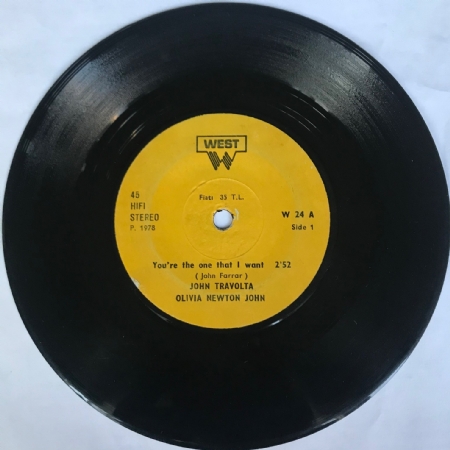 WEST
W
45
HIFI
STEREO
P. 1978
Fiatı 35 T.L.
W 24 A
Side 1
You're the one that I want 2'52
( John Farrar )
JOHN TRAVOLTA
OLIVIA NEWTON JOHN